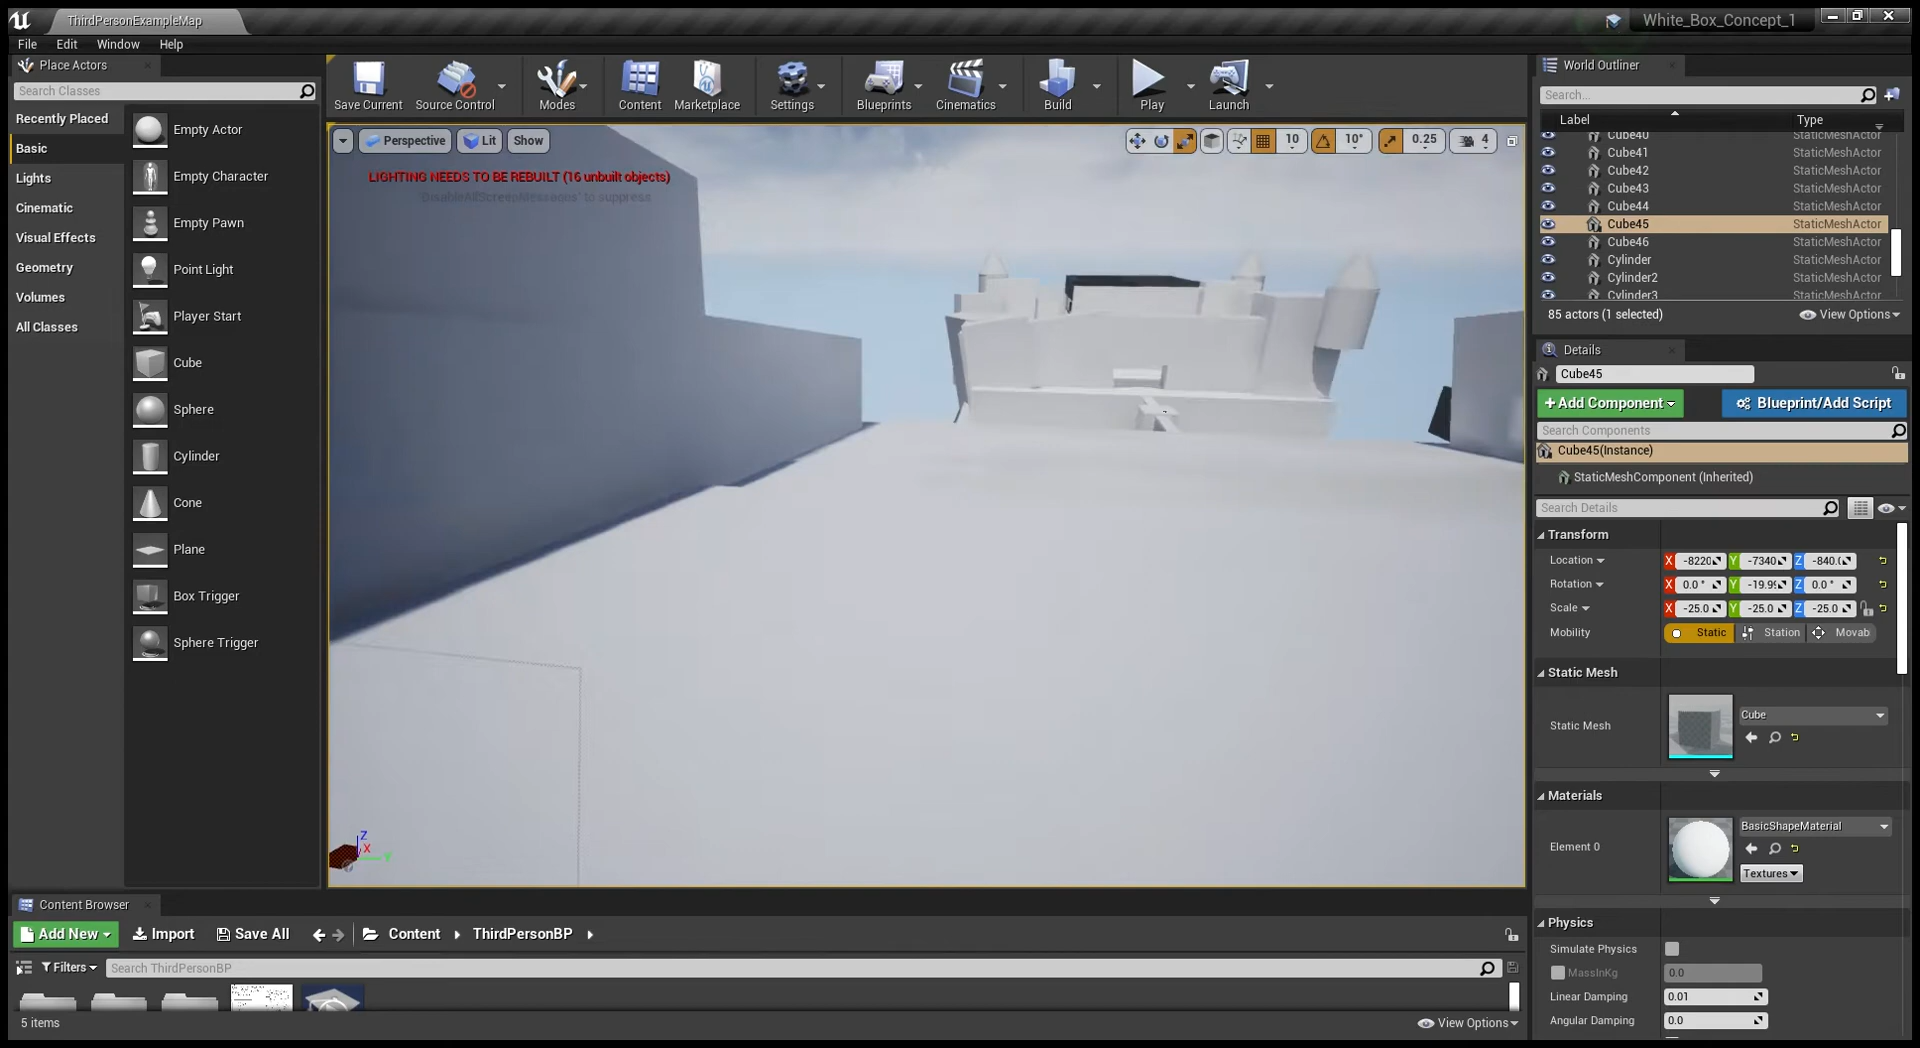 ThirdPersonExampleMap
White_Box_Concept_1
File Edit Window Help
Place Actors
Search Classes
Recently Placed
Basic
Lights
Cinematic
Visual Effects
Geometry
Volumes
All Classes
Empty Actor
Empty Character
Empty Pawn
Point Light
Player Start
Cube
Sphere
Cylinder
Cone
Plane
Box Trigger
Sphere Trigger
Save Current Source Control Modes Content Marketplace Settings Blueprints Cinematics Build Play Launch
Perspective Lit Show 10 10° 0.25 4
LIGHTING NEEDS TO BE REBUILT (16 unbuilt objects)
'DisableAllScreenMessages' to suppress
Z
X
Y
World Outliner
Search...
Label Type
Cube40 StaticMeshActor
Cube41 StaticMeshActor
Cube42 StaticMeshActor
Cube43 StaticMeshActor
Cube44 StaticMeshActor
Cube45 StaticMeshActor
Cube46 StaticMeshActor
Cylinder StaticMeshActor
Cylinder2 StaticMeshActor
Cylinder3 StaticMeshActor
85 actors (1 selected) View Options
Details
Cube45
+Add Component Blueprint/Add Script
Search Components
Cube45(Instance)
StaticMeshComponent (Inherited)
Search Details
Transform
Location X -8220 Y -7340 Z -840.0
Rotation X 0.0 ° Y -19.99 Z 0.0 °
Scale X -25.0 Y -25.0 Z -25.0
Mobility Static Station Movab
Static Mesh
Static Mesh Cube
Materials
Element 0 BasicShapeMaterial
Textures
Physics
Simulate Physics
MassInKg 0.0
Linear Damping 0.01
Angular Damping 0.0
Content Browser
Add New Import Save All Content ThirdPersonBP
Filters Search ThirdPersonBP
5 items View Options